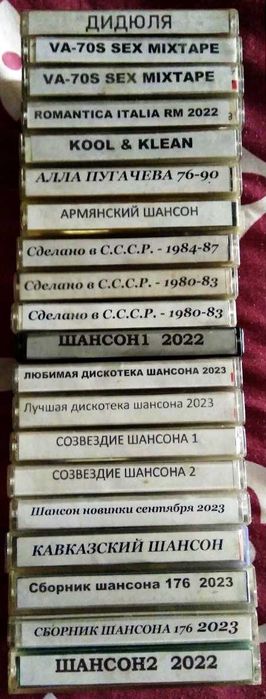 ДИДЮЛЯ
VA-70S SEX MIXTAPE
VA-70S SEX MIXTAPE
ROMANTICA ITALIA RM 2022
KOOL & KLEAN
АЛЛА ПУГАЧЕВА 76-90
АРМЯНСКИЙ ШАНСОН
Сделано в С.С.С.Р. - 1984-87
Сделано в С.С.С.Р. - 1980-83
Сделано в С.С.С.Р. - 1980-83
ШАНСОН1 2022
ЛЮБИМАЯ ДИСКОТЕКА ШАНСОНА 2023
Лучшая дискотека шансона 2023
СОЗВЕЗДИЕ ШАНСОНА 1
СОЗВЕЗДИЕ ШАНСОНА 2
Шансон новинки сентября 2023
КАВКАЗСКИЙ ШАНСОН
Сборник шансона 176 2023
СБОРНИК ШАНСОНА 176 2023
ШАНСОН2 2022